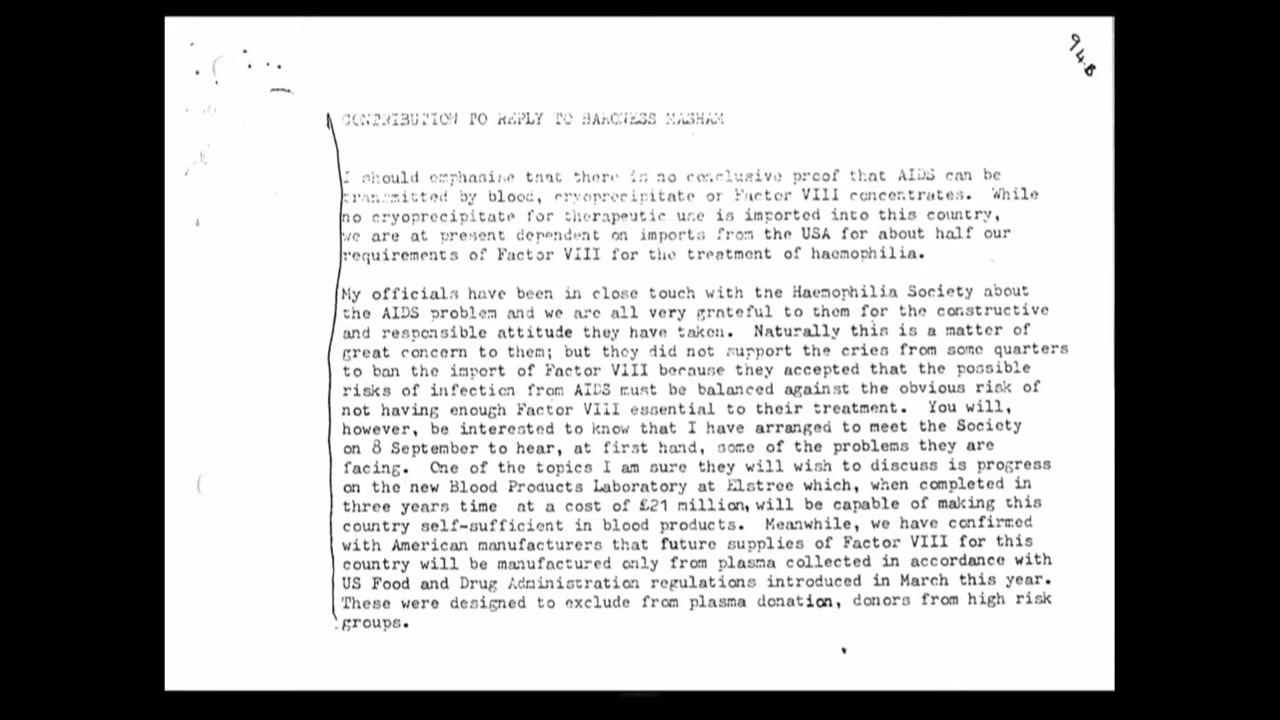 94B
CONTRIBUTION TO REPLY TO BARONESS MASHAM
I should emphasise that there is no conclusive proof that AIDS can be
transmitted by blood, cryoprecipitate or Factor VIII concentrates. While
no cryoprecipitate for therapeutic use is imported into this country,
we are at present dependent on imports from the USA for about half our
requirements of Factor VIII for the treatment of haemophilia.
My officials have been in close touch with the Haemophilia Society about
the AIDS problem and we are all very grateful to them for the constructive
and responsible attitude they have taken. Naturally this is a matter of
great concern to them; but they did not support the cries from some quarters
to ban the import of Factor VIII because they accepted that the possible
risks of infection from AIDS must be balanced against the obvious risk of
not having enough Factor VIII essential to their treatment. You will,
however, be interested to know that I have arranged to meet the Society
on 8 September to hear, at first hand, some of the problems they are
facing. One of the topics I am sure they will wish to discuss is progress
on the new Blood Products Laboratory at Elstree which, when completed in
three years time at a cost of £21 million, will be capable of making this
country self-sufficient in blood products. Meanwhile, we have confirmed
with American manufacturers that future supplies of Factor VIII for this
country will be manufactured only from plasma collected in accordance with
US Food and Drug Administration regulations introduced in March this year.
These were designed to exclude from plasma donation, donors from high risk
groups.